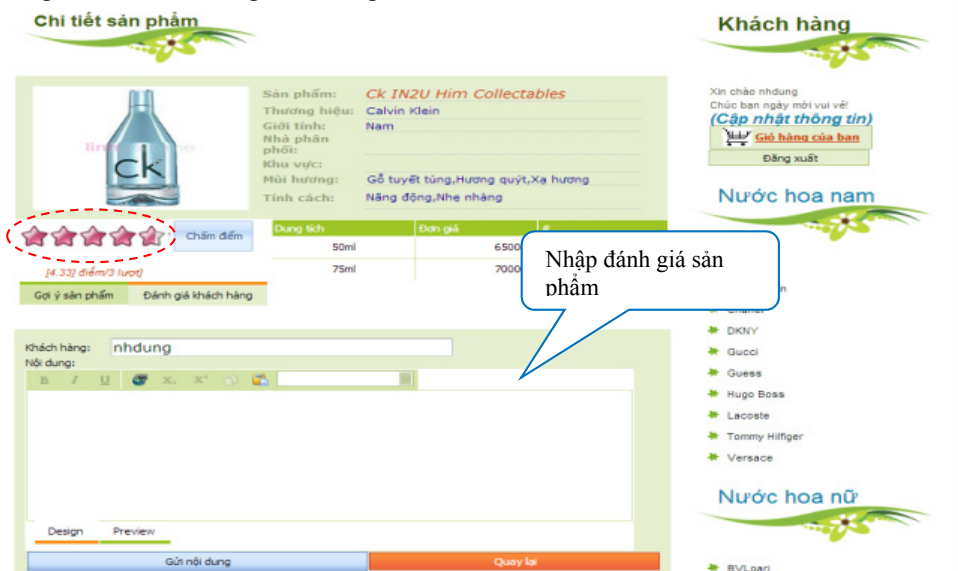 Chi tiết sản phẩm
ck
Sản phẩm: Ck IN2U Him Collectables
Thương hiệu: Calvin Klein
Giới tính: Nam
Nhà phân
phối:
Khu vực:
Mùi hương: Gỗ tuyết tùng,Hương quýt,Xạ hương
Tính cách: Năng động,Nhẹ nhàng
Chấm điểm
[4.33] điểm/3 lượt]
Dung tích Đơn giá #
50ml 6500
75ml 7000
Gợi ý sản phẩm Đánh giá khách hàng
Nhập đánh giá sản
phẩm
Khách hàng: nhdung
Nội dung:
B I U
Design Preview
Gửi nội dung Quay lại
Khách hàng
Xin chào nhdung
Chúc bạn ngày mới vui vẻ!
(Cập nhật thông tin)
Giỏ hàng của bạn
Đăng xuất
Nước hoa nam
DKNY
Gucci
Guess
Hugo Boss
Lacoste
Tommy Hilfiger
Versace
Nước hoa nữ
BVLgari